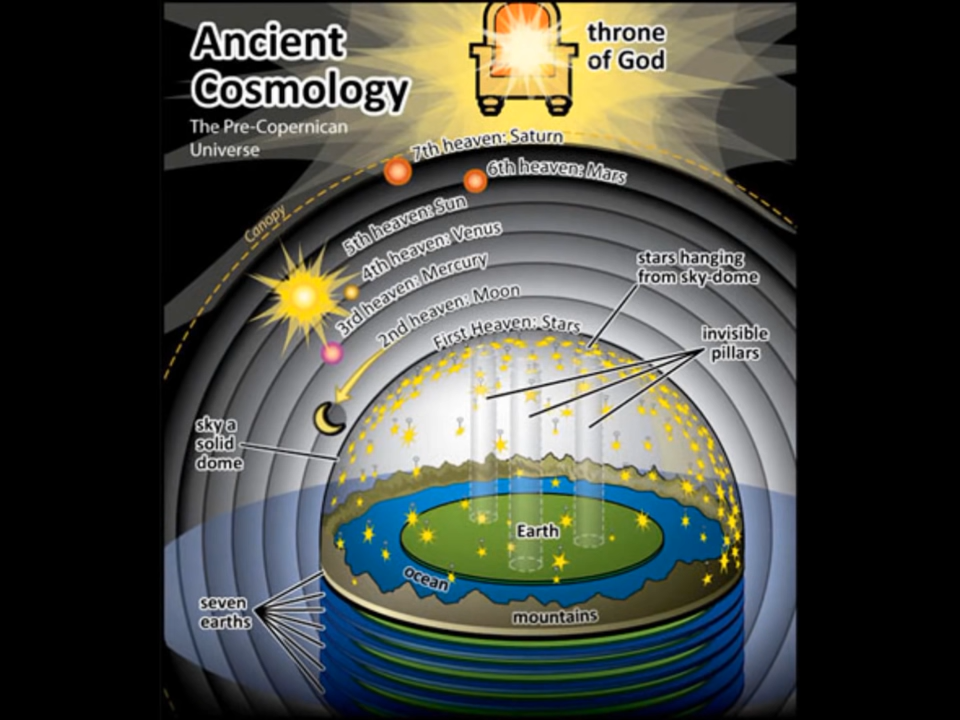 Ancient
Cosmology
The Pre-Copernican
Universe
throne
of God
7th heaven: Saturn
6th heaven: Mars
Canopy
5th heaven: Sun
4th heaven: Venus
3rd heaven: Mercury
2nd heaven: Moon
First Heaven: Stars
stars hanging
from sky-dome
invisible
pillars
sky a
solid
dome
Earth
ocean
seven
earths
mountains